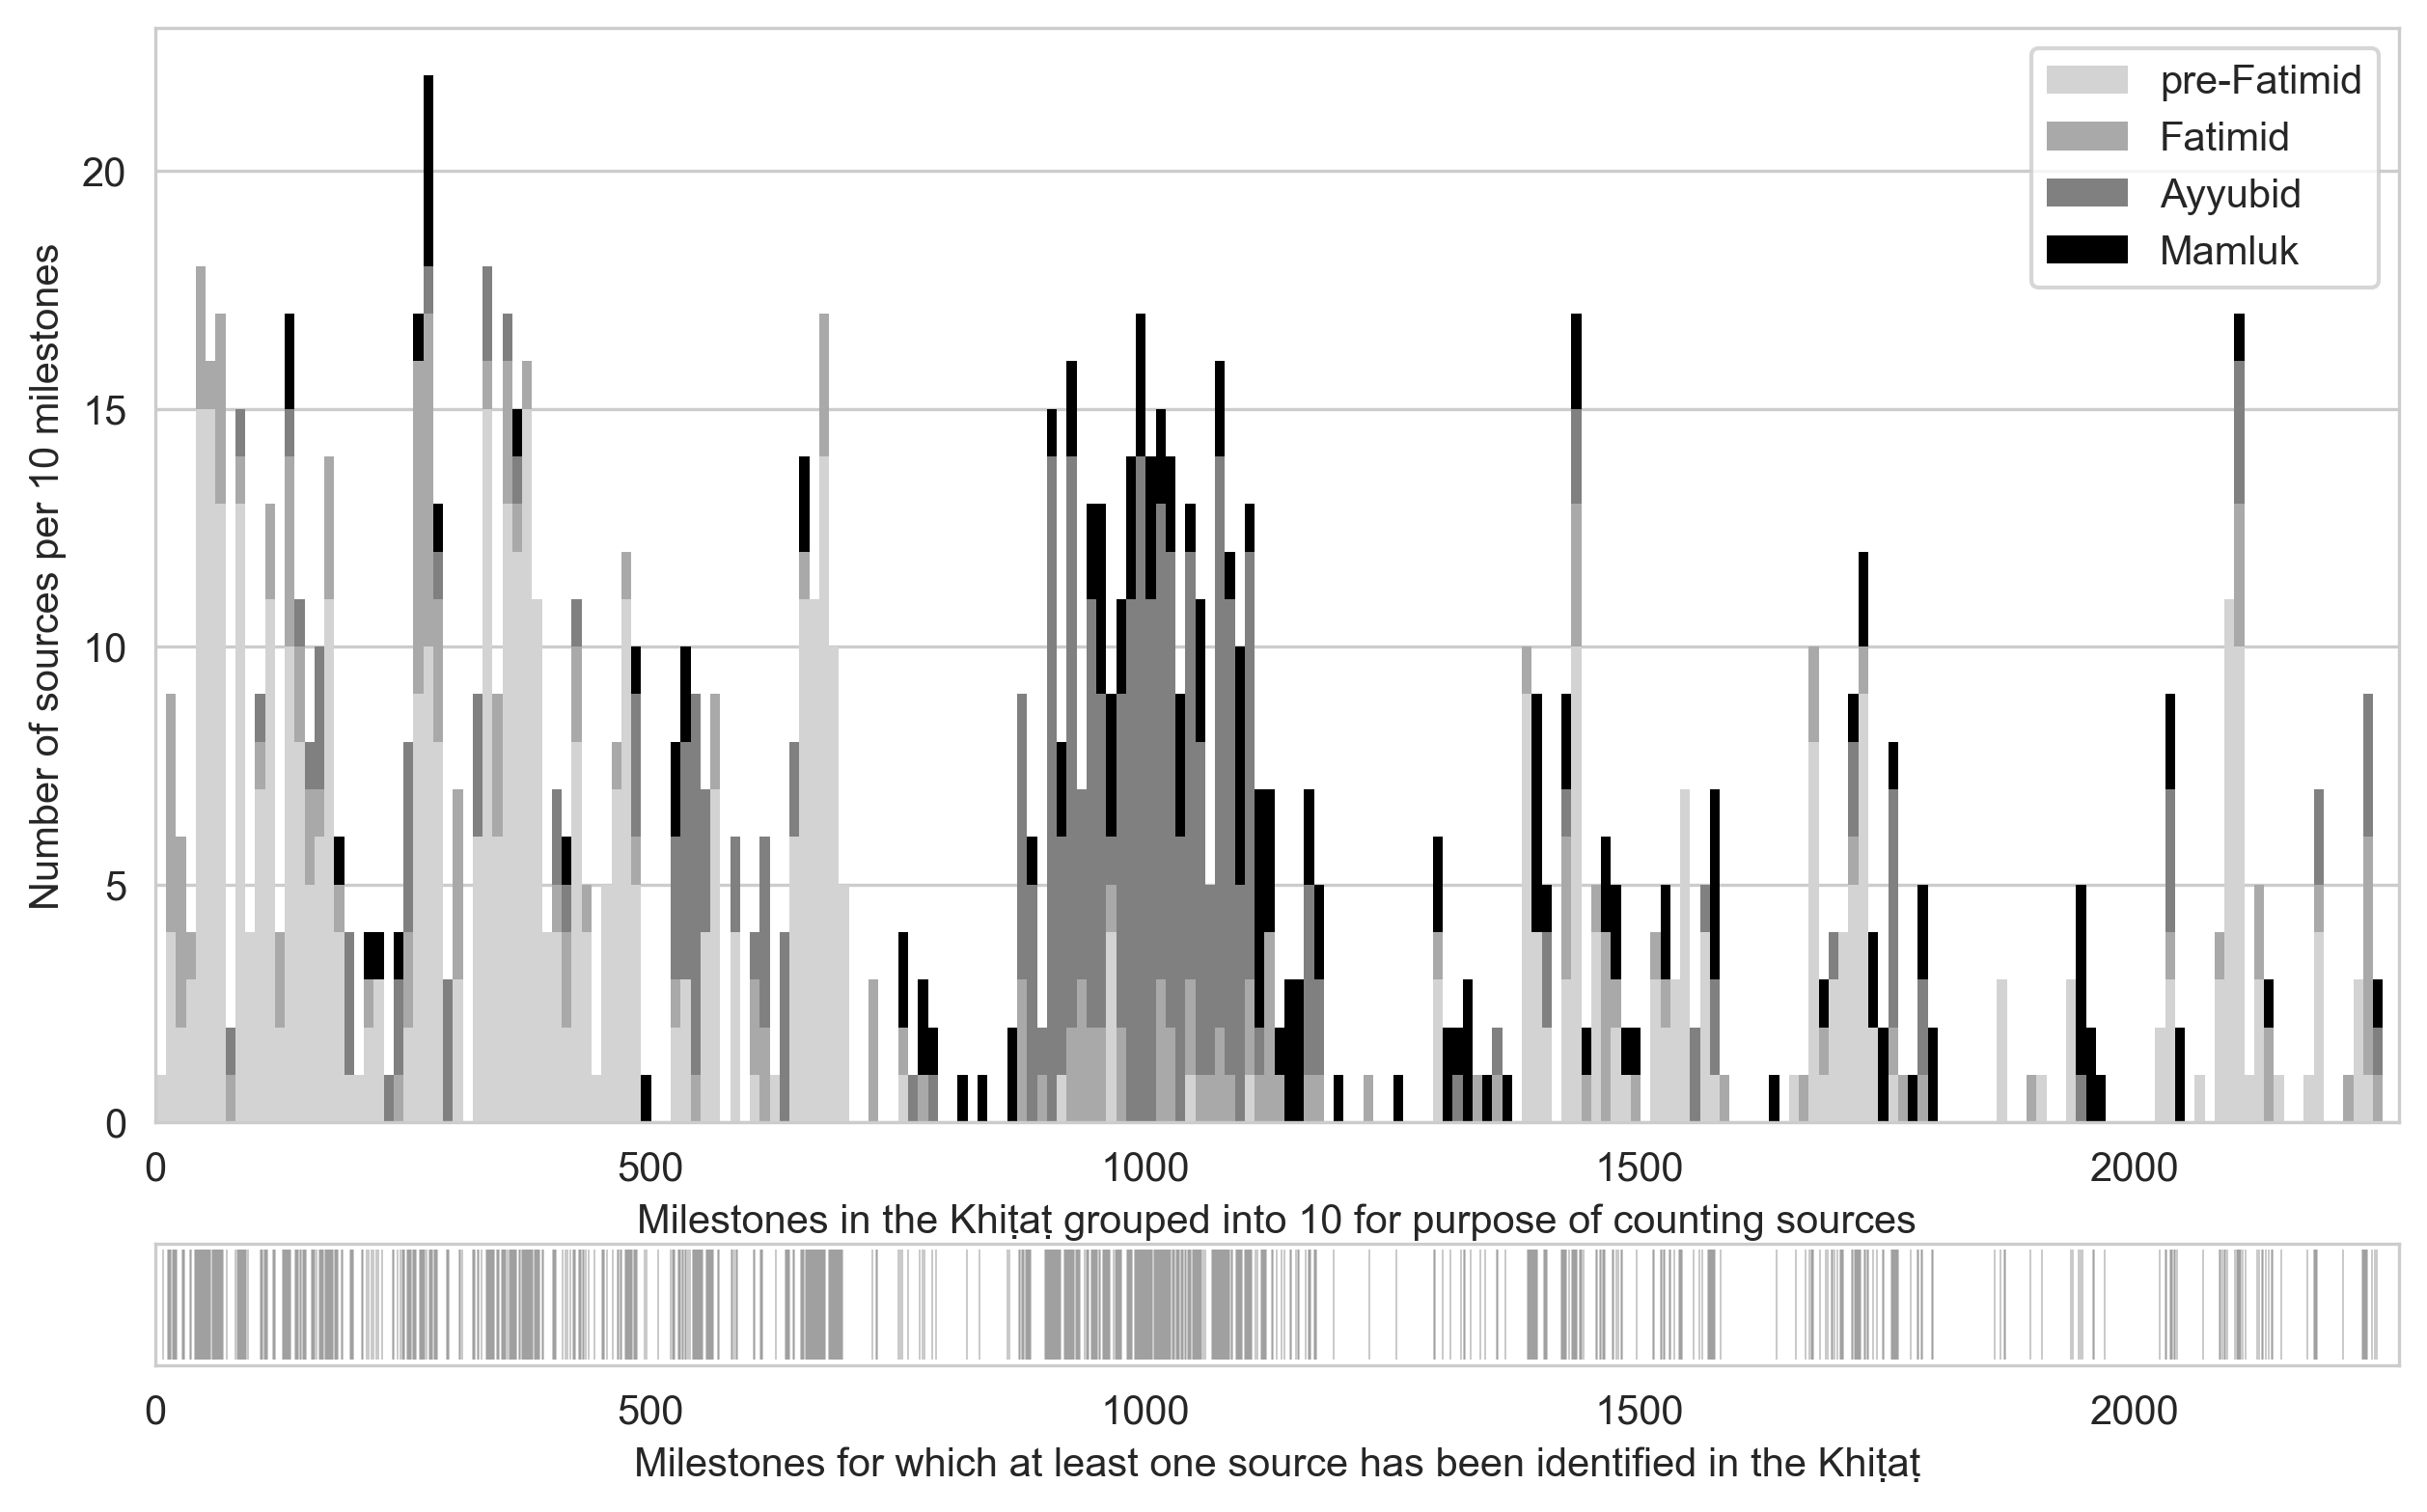 pre-Fatimid
Fatimid
Ayyubid
Mamluk
Number of sources per 10 milestones
20
15
10
5
0
0 500 1000 1500 2000
Milestones in the Khiṭaṭ grouped into 10 for purpose of counting sources
0 500 1000 1500 2000
Milestones for which at least one source has been identified in the Khiṭaṭ